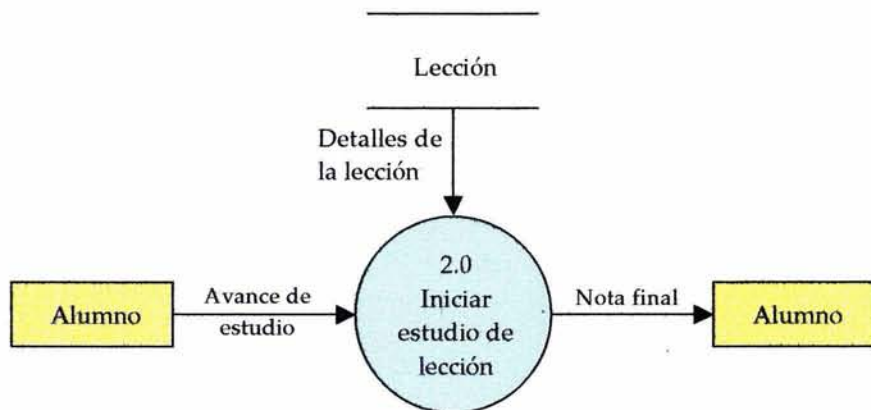 Lección
Detalles de
la lección
2.0
Iniciar
estudio de
lección
Alumno
Avance de
estudio
Nota final
Alumno